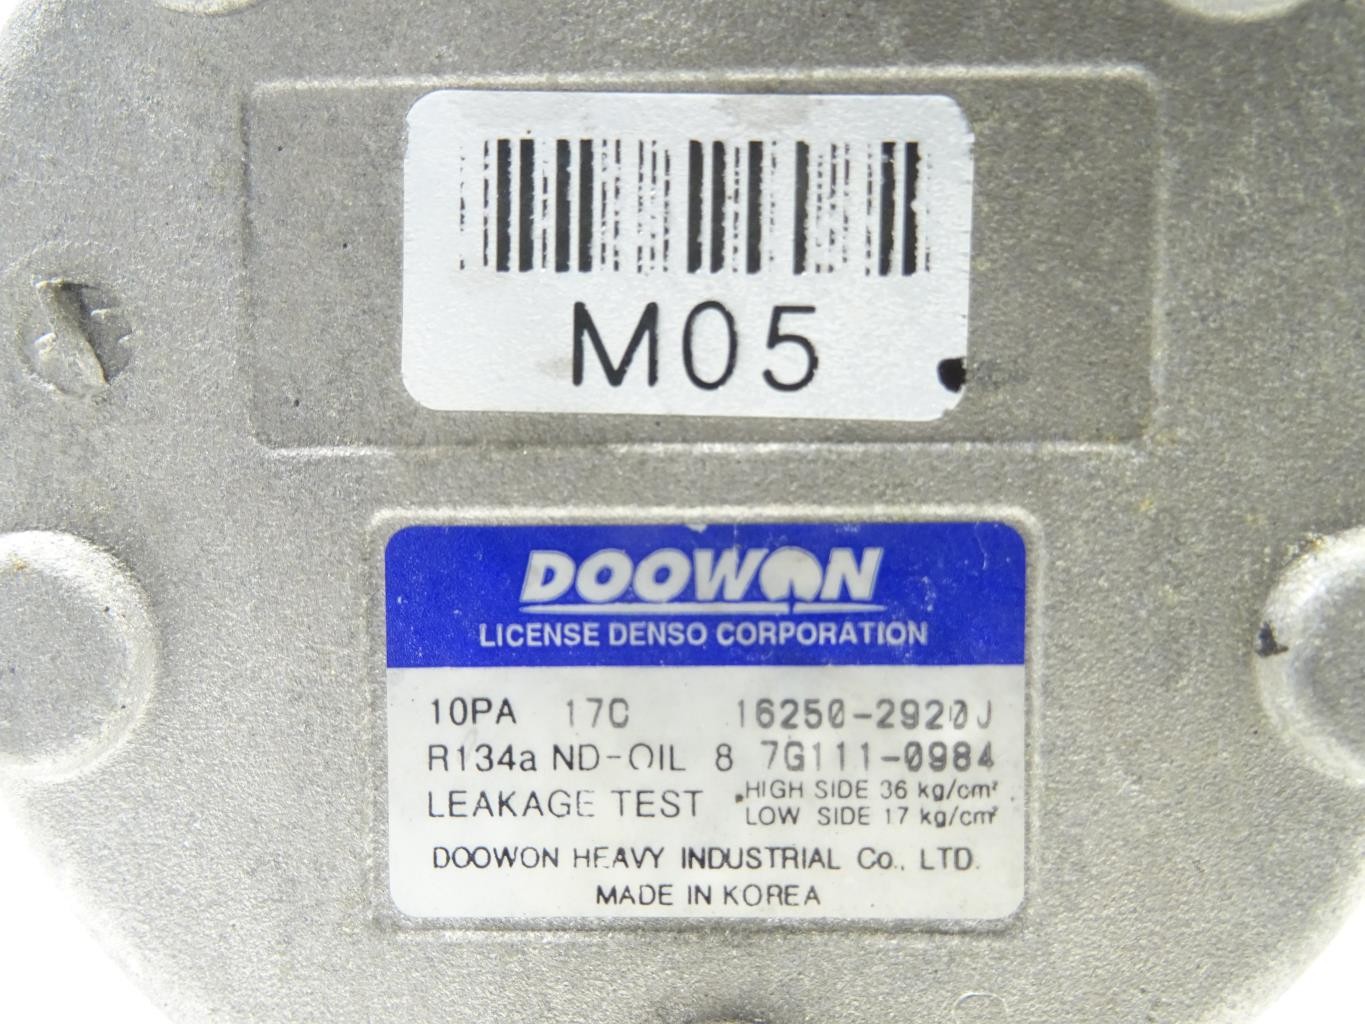 M05
DOOWON
LICENSE DENSO CORPORATION
10PA 17C 16250-2920J
R134a ND-OIL 8 7G111-0984
LEAKAGE TEST HIGH SIDE 36 kg/cm²
LOW SIDE 17 kg/cm²
DOOWON HEAVY INDUSTRIAL Co., LTD.
MADE IN KOREA